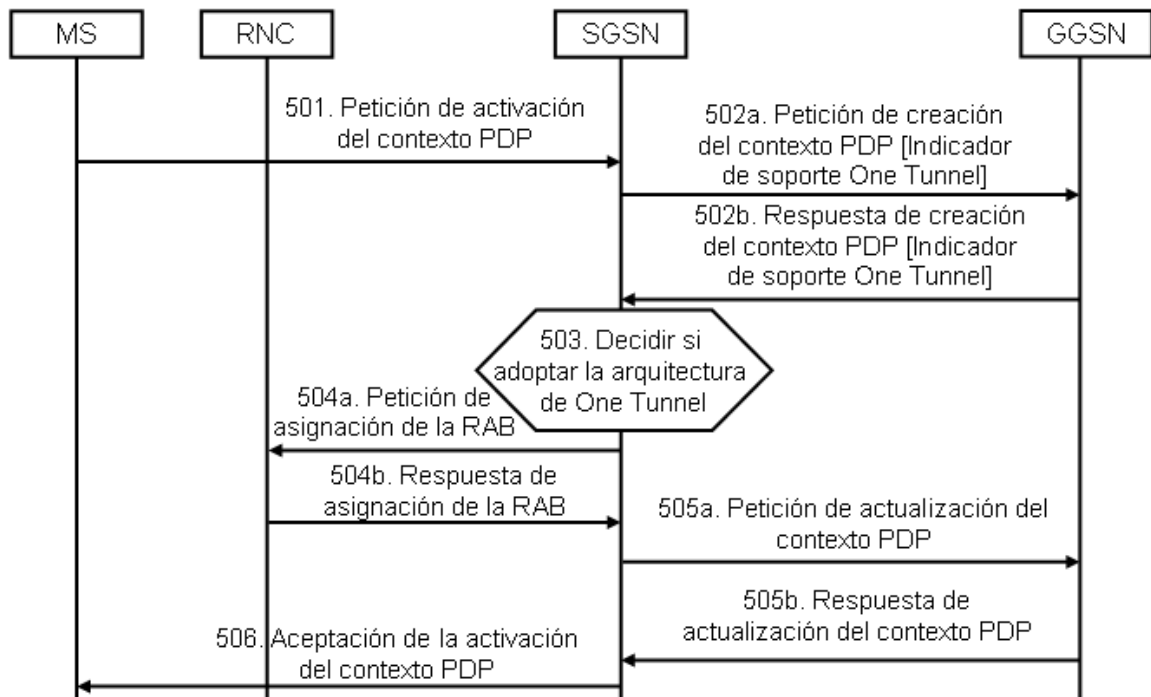 MS
RNC
SGSN
GGSN
501. Petición de activación
del contexto PDP
502a. Petición de creación
del contexto PDP [Indicador
de soporte One Tunnel]
502b. Respuesta de creación
del contexto PDP [Indicador
de soporte One Tunnel]
503. Decidir si
adoptar la arquitectura
de One Tunnel
504a. Petición de
asignación de la RAB
504b. Respuesta de
asignación de la RAB
505a. Petición de actualización del
contexto PDP
505b. Respuesta de
actualización del contexto PDP
506. Aceptación de la activación
del contexto PDP